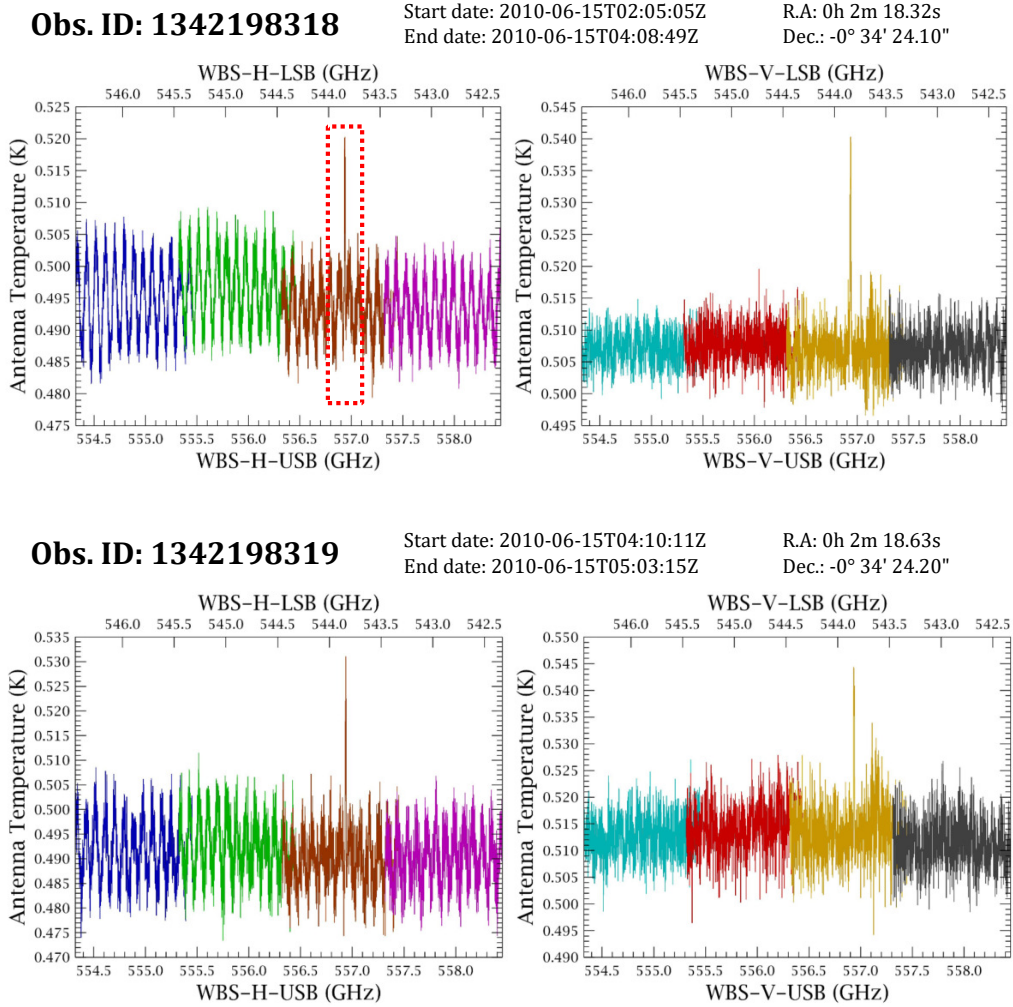 Obs. ID: 1342198318
Start date: 2010-06-15T02:05:05Z
End date: 2010-06-15T04:08:49Z
R.A: 0h 2m 18.32s
Dec.: -0° 34' 24.10"
WBS-H-LSB (GHz)
546.0 545.5 545.0 544.5 544.0 543.5 543.0 542.5
Antenna Temperature (K)
0.525
0.520
0.515
0.510
0.505
0.500
0.495
0.490
0.485
0.480
0.475
554.5 555.0 555.5 556.0 556.5 557.0 557.5 558.0
WBS-H-USB (GHz)
WBS-V-LSB (GHz)
546.0 545.5 545.0 544.5 544.0 543.5 543.0 542.5
Antenna Temperature (K)
0.545
0.540
0.535
0.530
0.525
0.520
0.515
0.510
0.505
0.500
0.495
554.5 555.0 555.5 556.0 556.5 557.0 557.5 558.0
WBS-V-USB (GHz)
Obs. ID: 1342198319
Start date: 2010-06-15T04:10:11Z
End date: 2010-06-15T05:03:15Z
R.A: 0h 2m 18.63s
Dec.: -0° 34' 24.20"
WBS-H-LSB (GHz)
546.0 545.5 545.0 544.5 544.0 543.5 543.0 542.5
Antenna Temperature (K)
0.535
0.530
0.525
0.520
0.515
0.510
0.505
0.500
0.495
0.490
0.485
0.480
0.475
0.470
554.5 555.0 555.5 556.0 556.5 557.0 557.5 558.0
WBS-H-USB (GHz)
WBS-V-LSB (GHz)
546.0 545.5 545.0 544.5 544.0 543.5 543.0 542.5
Antenna Temperature (K)
0.550
0.545
0.540
0.535
0.530
0.525
0.520
0.515
0.510
0.505
0.500
0.495
0.490
554.5 555.0 555.5 556.0 556.5 557.0 557.5 558.0
WBS-V-USB (GHz)